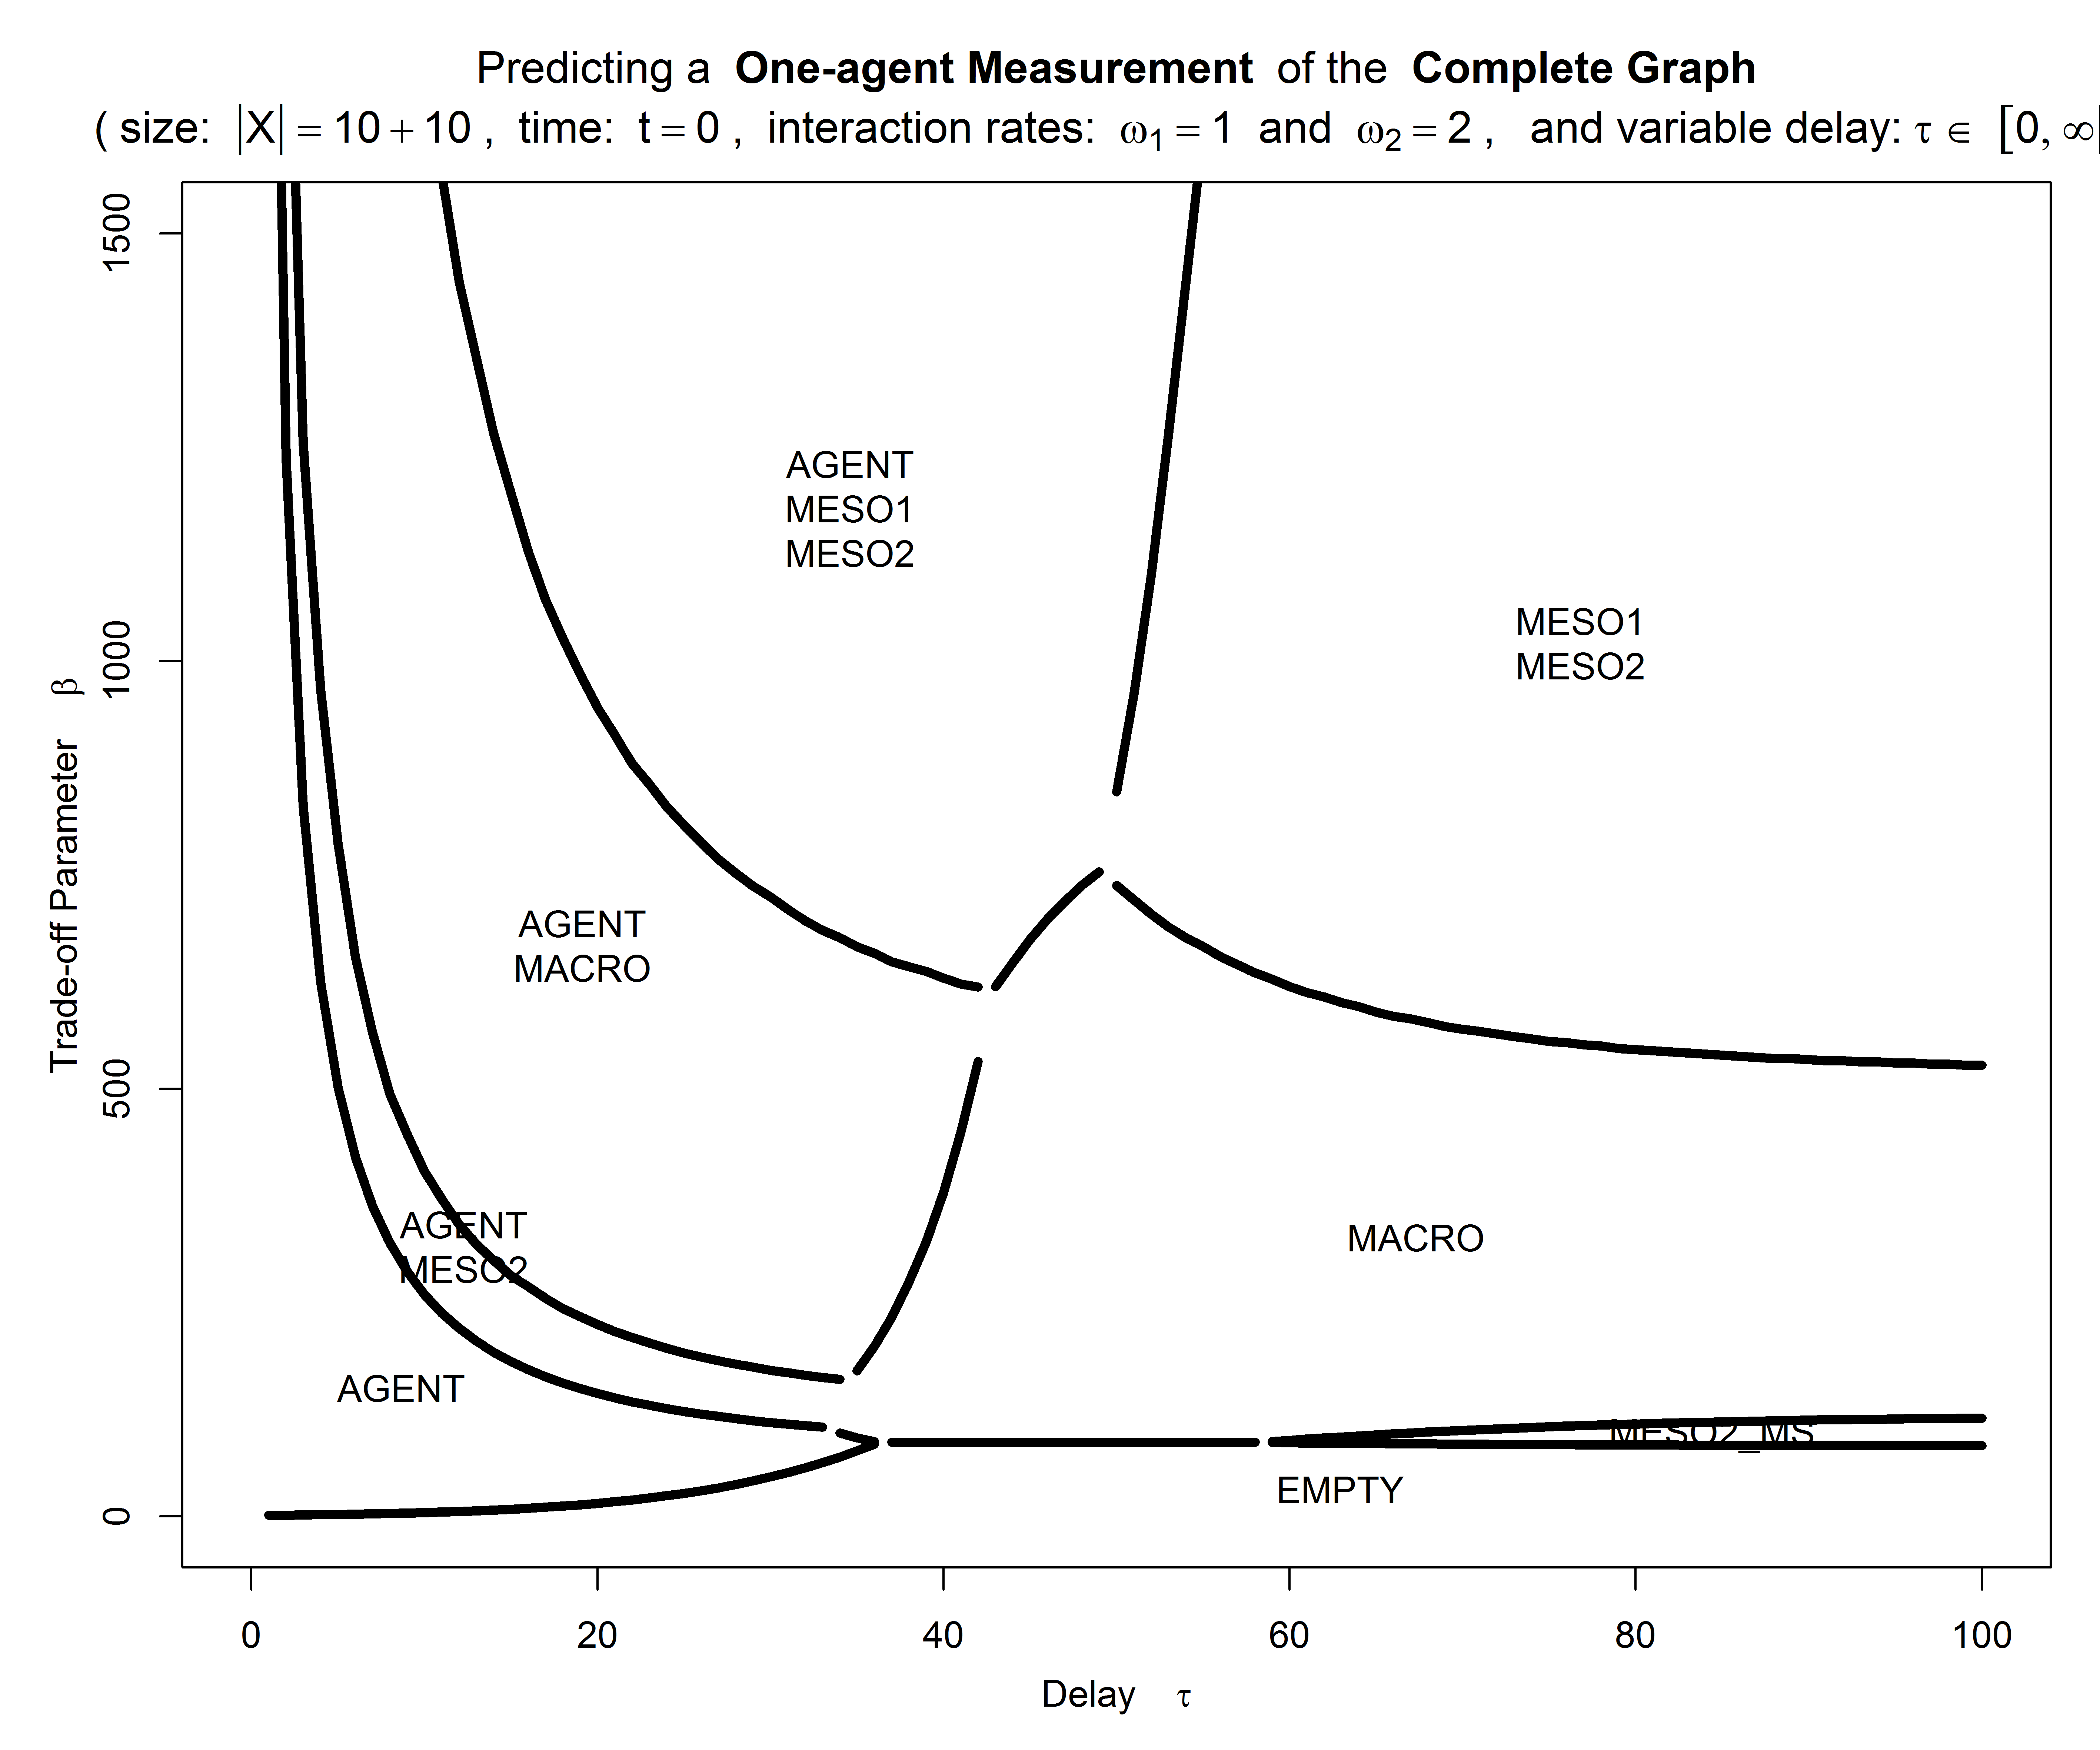 Predicting a One-agent Measurement of the Complete Graph
( size: |X| = 10 + 10 , time: t = 0 , interaction rates: ω₁ = 1 and ω₂ = 2 , and variable delay: τ ∈ [0, ∞[
1500
1000
500
0
Trade-off Parameter β
AGENT
MESO1
MESO2
MESO1
MESO2
AGENT
MACRO
AGENT
MESO2
MACRO
AGENT
MESO2_MS
EMPTY
0 20 40 60 80 100
Delay τ